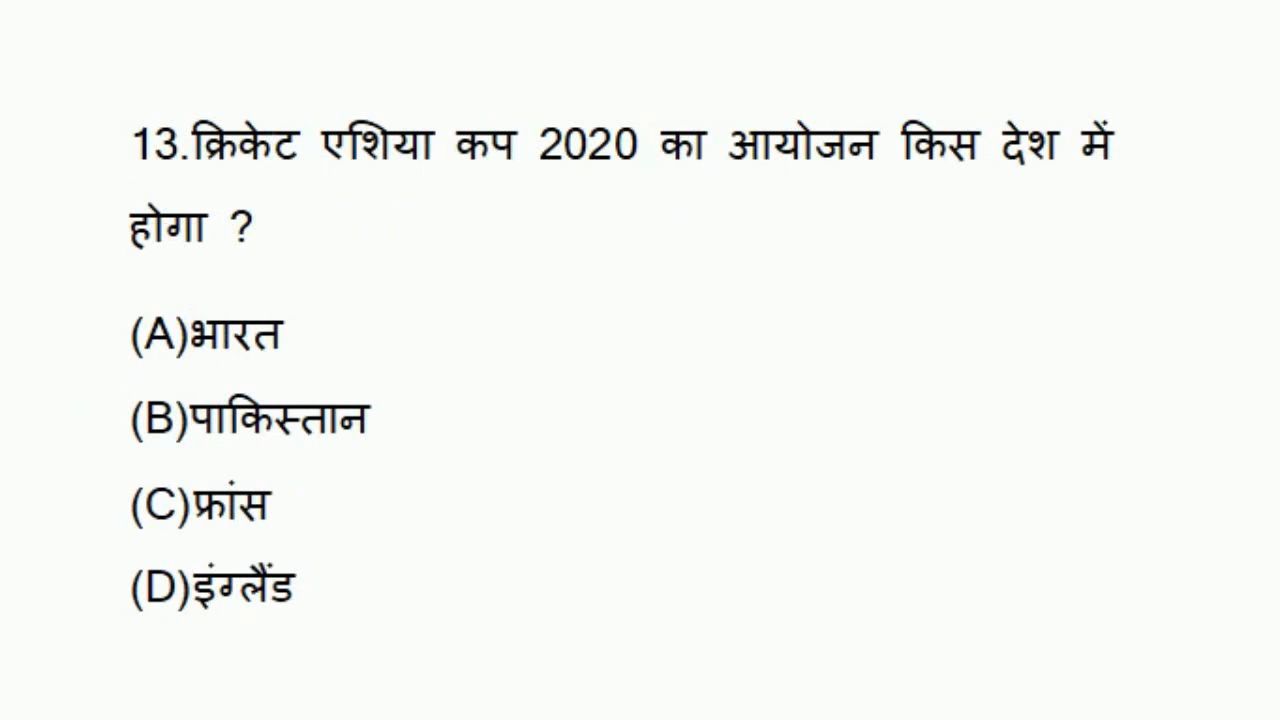 13.क्रिकेट एशिया कप 2020 का आयोजन किस देश में
होगा ?
(A)भारत
(B)पाकिस्तान
(C)फ्रांस
(D)इंग्लैंड